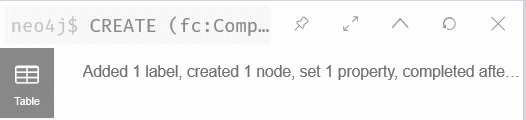 neo4j$ CREATE (fc:Comp…
Added 1 label, created 1 node, set 1 property, completed afte…
Table